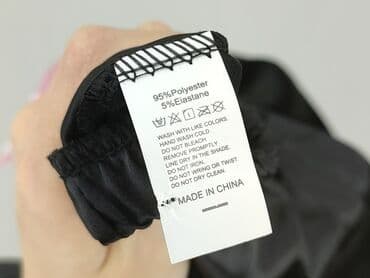 95%Polyester
5%Elastane
WASH WITH LIKE COLORS.
HAND WASH COLD
DO NOT BLEACH
REMOVE PROMPTLY
LINE DRY IN THE SHADE.
DO NOT IRON.
DO NOT WRING OR TWIST
DO NOT DRY CLEAN.
MADE IN CHINA